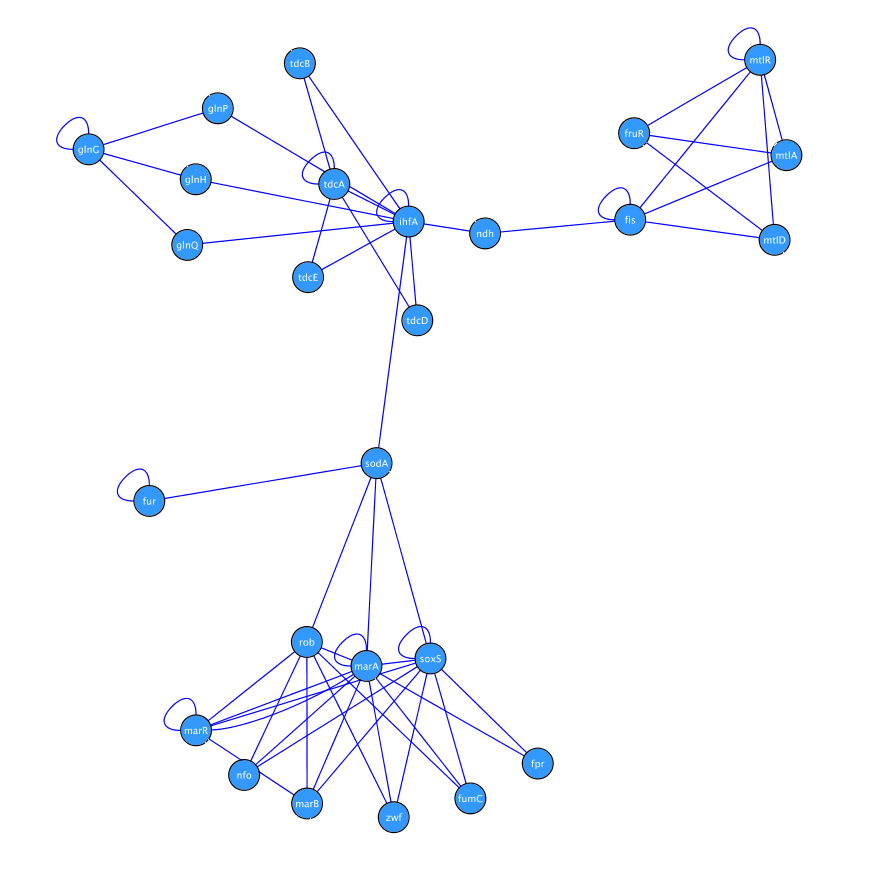 mtlR
tdcB
glnP
fruR
glnG
mtlA
glnH
tdcA
ihfA
fis
ndh
mtlD
glnQ
tdcE
tdcD
sodA
fur
rob
marA
soxS
marR
fpr
nfo
marB
fumC
zwf